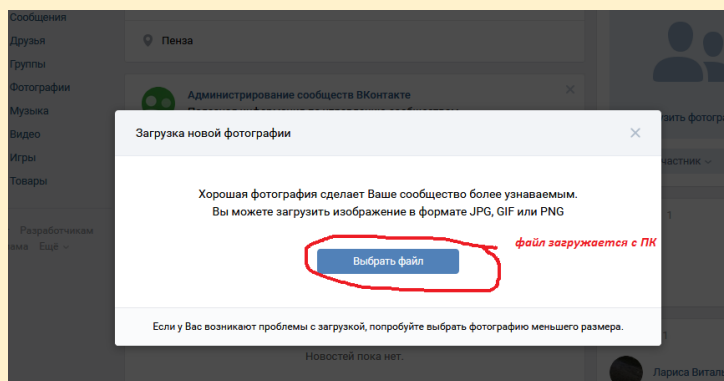 Сообщения
Друзья
Группы
Фотографии
Музыка
Видео
Игры
Товары
Разработчикам
Ещё
Пенза
Администрирование сообществ ВКонтакте
Загрузка новой фотографии
Хорошая фотография сделает Ваше сообщество более узнаваемым.
Вы можете загрузить изображение в формате JPG, GIF или PNG
файл загружается с ПК
Выбрать файл
Если у Вас возникают проблемы с загрузкой, попробуйте выбрать фотографию меньшего размера.
Новостей пока нет.
1
1
Лариса